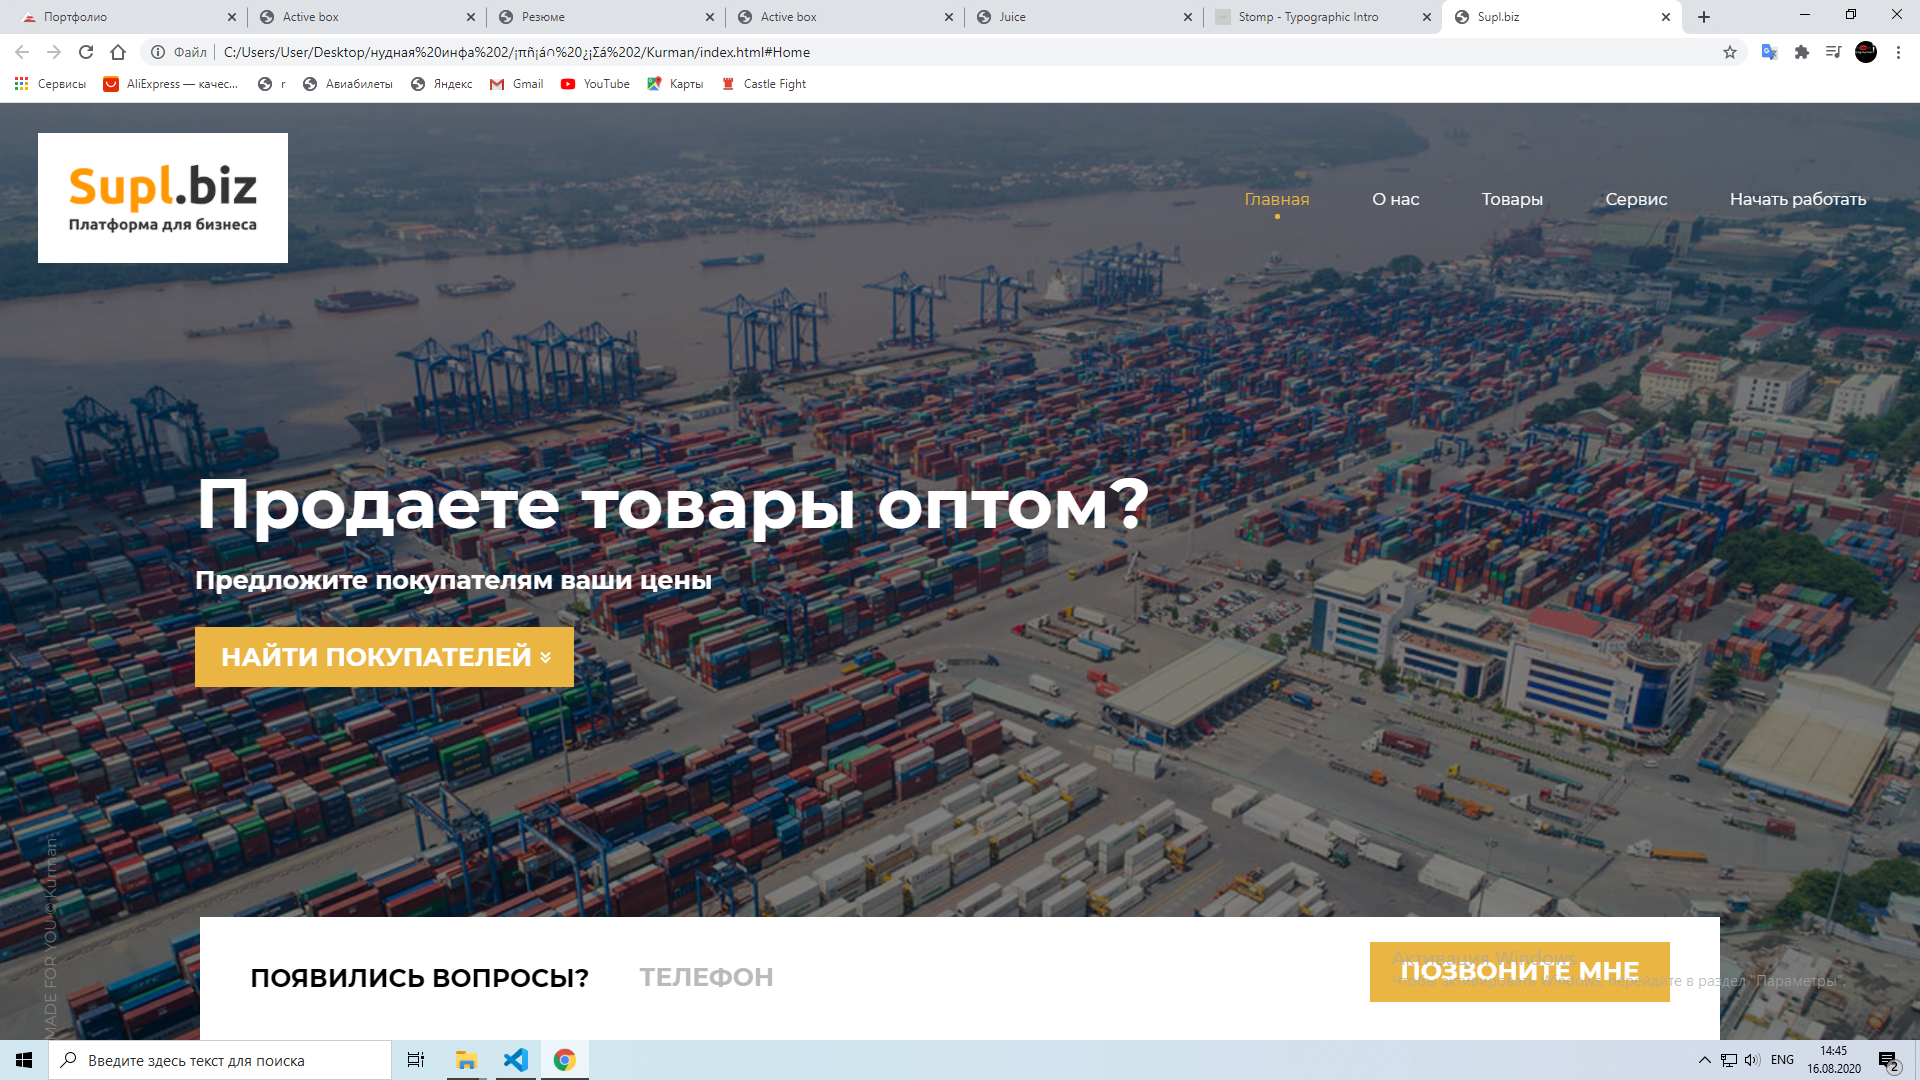 Портфолио
Active box
Резюме
Active box
Juice
Stomp - Typographic Intro
Supl.biz
Файл
C:/Users/User/Desktop/нудная%20инфа%202/¡πñ¡á∩%20¿¡¡Σá%202/Kurman/index.html#Home
Сервисы
AliExpress — качес...
r
Авиабилеты
Яндекс
Gmail
YouTube
Карты
Castle Fight
Supl.biz
Платформа для бизнеса
Главная
О нас
Товары
Сервис
Начать работать
Продаете товары оптом?
Предложите покупателям ваши цены
НАЙТИ ПОКУПАТЕЛЕЙ
MADE FOR YOU © Kurman
ПОЯВИЛИСЬ ВОПРОСЫ?
ТЕЛЕФОН
ПОЗВОНИТЕ МНЕ
Активация Windows
Чтобы активировать Windows, перейдите в раздел "Параметры".
Введите здесь текст для поиска
ENG
14:45
16.08.2020
2